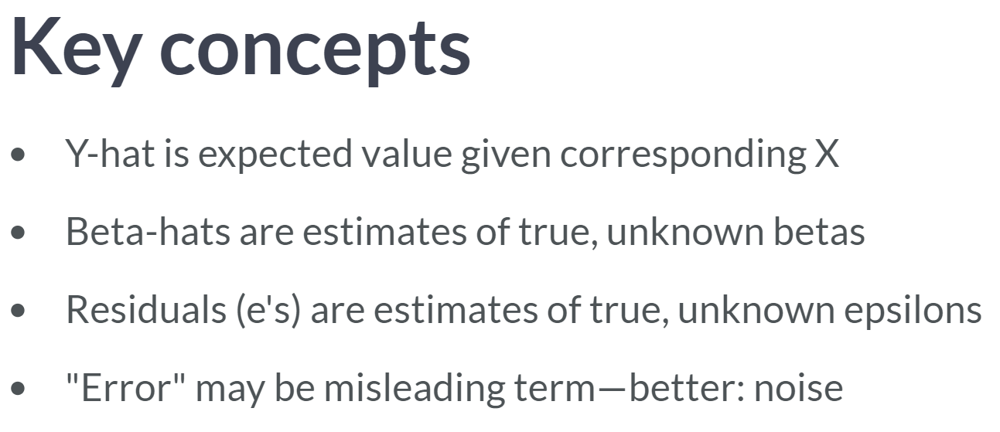 Key concepts
• Y-hat is expected value given corresponding X
• Beta-hats are estimates of true, unknown betas
• Residuals (e's) are estimates of true, unknown epsilons
• "Error" may be misleading term—better: noise